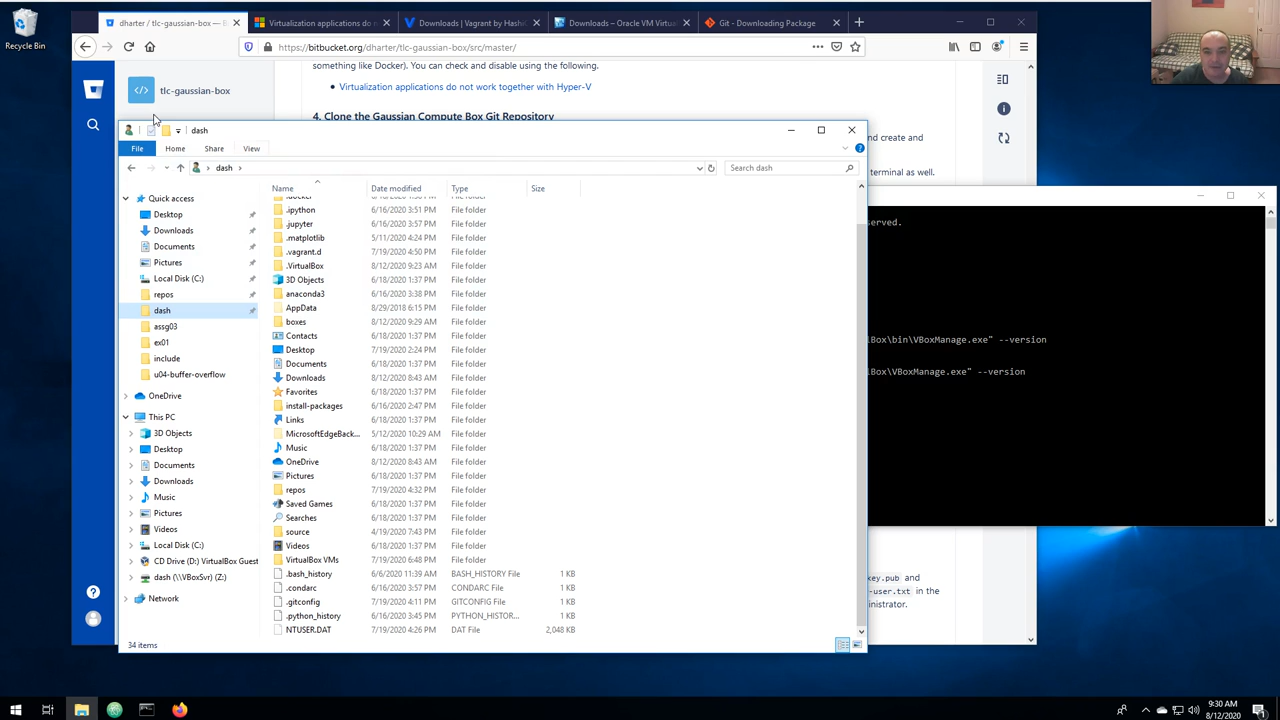 Recycle Bin
dharter / tlc-gaussian-box — B
Virtualization applications do n
Downloads | Vagrant by HashiC
Downloads – Oracle VM Virtual
Git - Downloading Package
https://bitbucket.org/dharter/tlc-gaussian-box/src/master/
tlc-gaussian-box
something like Docker). You can check and disable using the following.
Virtualization applications do not work together with Hyper-V
4. Clone the Gaussian Compute Box Git Repository
nd create and
terminal as well.
dash
File
Home
Share
View
dash
Search dash
Name
Date modified
Type
Size
Quick access
Desktop
Downloads
Documents
Pictures
Local Disk (C:)
repos
dash
assg03
ex01
include
u04-buffer-overflow
OneDrive
This PC
3D Objects
Desktop
Documents
Downloads
Music
Pictures
Videos
Local Disk (C:)
CD Drive (D:) VirtualBox Guest
dash (\\VBoxSvr) (Z:)
Network
.ipython 6/16/2020 3:51 PM File folder
.jupyter 6/16/2020 3:57 PM File folder
.matplotlib 5/11/2020 4:24 PM File folder
.vagrant.d 7/19/2020 4:50 PM File folder
.VirtualBox 8/12/2020 9:23 AM File folder
3D Objects 6/18/2020 1:37 PM File folder
anaconda3 6/16/2020 3:38 PM File folder
AppData 8/29/2018 6:15 PM File folder
boxes 8/12/2020 9:29 AM File folder
Contacts 6/18/2020 1:37 PM File folder
Desktop 7/19/2020 2:24 PM File folder
Documents 6/18/2020 1:37 PM File folder
Downloads 8/12/2020 8:43 AM File folder
Favorites 6/18/2020 1:37 PM File folder
install-packages 6/16/2020 2:47 PM File folder
Links 6/18/2020 1:37 PM File folder
MicrosoftEdgeBack... 5/12/2020 10:29 AM File folder
Music 6/18/2020 1:37 PM File folder
OneDrive 8/12/2020 8:43 AM File folder
Pictures 6/18/2020 1:37 PM File folder
repos 7/19/2020 4:32 PM File folder
Saved Games 6/18/2020 1:37 PM File folder
Searches 6/18/2020 1:37 PM File folder
source 4/19/2020 7:43 PM File folder
Videos 6/18/2020 1:37 PM File folder
VirtualBox VMs 7/19/2020 6:48 PM File folder
.bash_history 6/6/2020 11:39 AM BASH_HISTORY File 1 KB
.condarc 6/16/2020 3:57 PM CONDARC File 1 KB
.gitconfig 7/19/2020 4:11 PM GITCONFIG File 1 KB
.python_history 6/16/2020 3:45 PM PYTHON_HISTOR... 1 KB
NTUSER.DAT 7/19/2020 4:26 PM DAT File 2,048 KB
34 items
served.
lBox\bin\VBoxManage.exe" --version
lBox\VBoxManage.exe" --version
key.pub and
-user.txt in the
ministrator.
9:30 AM
8/12/2020